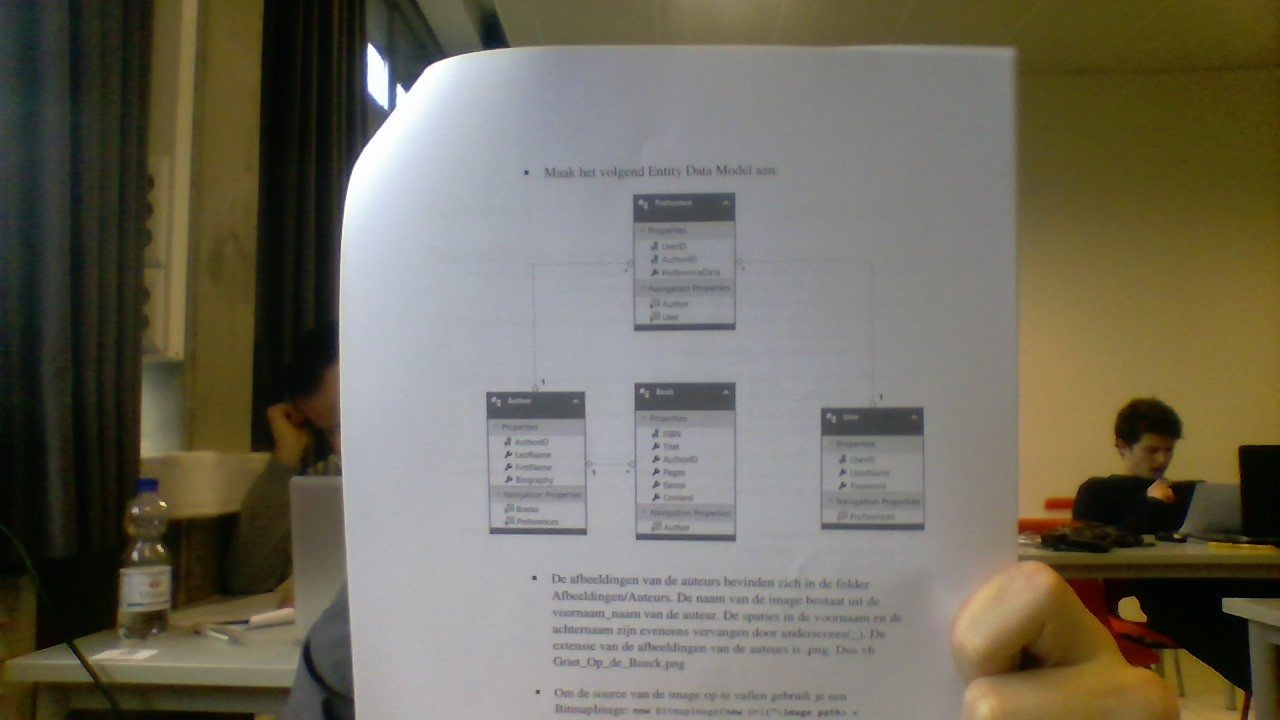 Maak het volgend Entity Data Model aan:
Preference
Properties
UserID
AuthorID
PreferenceData
Navigation Properties
Author
User
1
1
Author
Properties
AuthorID
LastName
FirstName
Biography
Navigation Properties
Books
Preferences
1
Book
Properties
ISBN
Title
AuthorID
Pages
Genre
Content
Navigation Properties
Author
User
Properties
UserID
UserName
Password
Navigation Properties
Preferences
De afbeeldingen van de auteurs bevinden zich in de folder
Afbeeldingen/Auteurs. De naam van de image bestaat uit de
voornaam_naam van de auteur. De spaties in de voornaam en de
achternaam zijn eveneens vervangen door underscores(_). De
extensie van de afbeeldingen van de auteurs is .png. Dus vb
Griet_Op_de_Beeck.png
Om de source van de image op te vullen gebruik je een
BitmapImage: new BitmapImage(new Uri("<image path> +